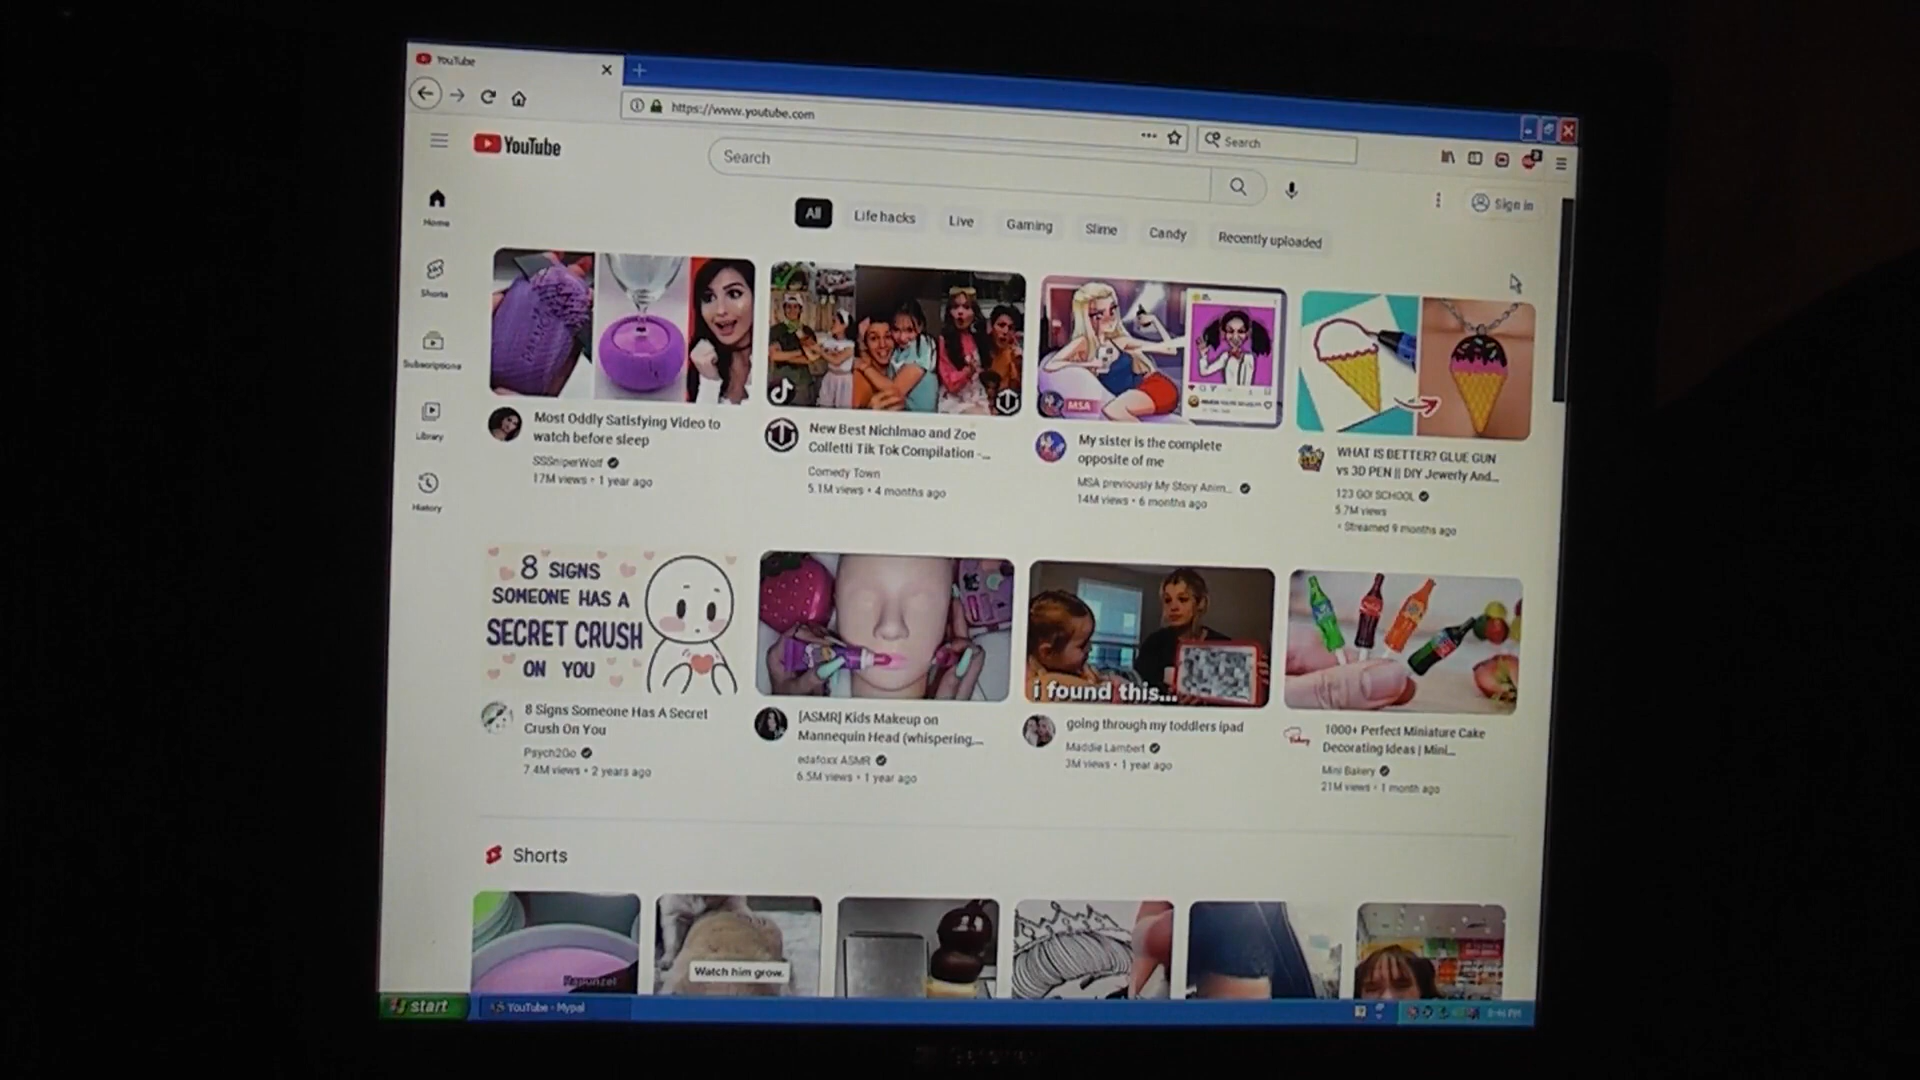 YouTube
https://www.youtube.com
Search
YouTube
Search
Sign in
Home
Shorts
Subscriptions
Library
History
All
Life hacks
Live
Gaming
Slime
Candy
Recently uploaded
Most Oddly Satisfying Video to
watch before sleep
SSSniperWolf
17M views • 1 year ago
New Best Nichlmao and Zoe
Colletti Tik Tok Compilation -...
Comedy Town
5.1M views • 4 months ago
MSA
My sister is the complete
opposite of me
MSA previously My Story Anim...
14M views • 6 months ago
WHAT IS BETTER? GLUE GUN
vs 3D PEN || DIY Jewerly And...
123 GO! SCHOOL
5.7M views
• Streamed 9 months ago
8 SIGNS
SOMEONE HAS A
SECRET CRUSH
ON YOU
8 Signs Someone Has A Secret
Crush On You
Psych2Go
7.4M views • 2 years ago
[ASMR] Kids Makeup on
Mannequin Head (whispering,...
edafoxx ASMR
6.5M views • 1 year ago
i found this...
going through my toddlers ipad
Maddie Lambert
3M views • 1 year ago
1000+ Perfect Miniature Cake
Decorating Ideas | Mini...
Mini Bakery
21M views • 1 month ago
Shorts
Rapunzel
Watch him grow.
start
YouTube - Mypal